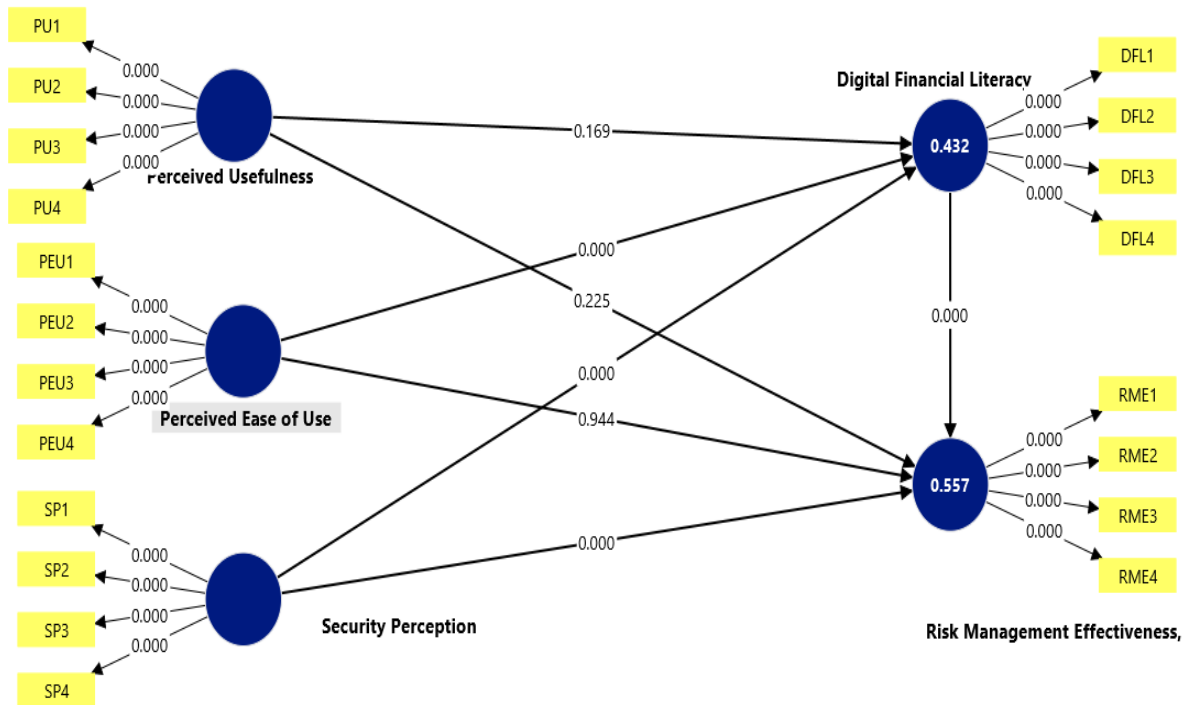 PU1
PU2
PU3
PU4
0.000
0.000
0.000
0.000
Perceived Usefulness
PEU1
PEU2
PEU3
PEU4
0.000
0.000
0.000
0.000
Perceived Ease of Use
SP1
SP2
SP3
SP4
0.000
0.000
0.000
0.000
Security Perception
0.169
0.000
0.225
0.000
0.944
0.000
Digital Financial Literacy
0.432
0.000
0.000
0.000
0.000
DFL1
DFL2
DFL3
DFL4
0.000
0.557
0.000
0.000
0.000
0.000
RME1
RME2
RME3
RME4
Risk Management Effectiveness,